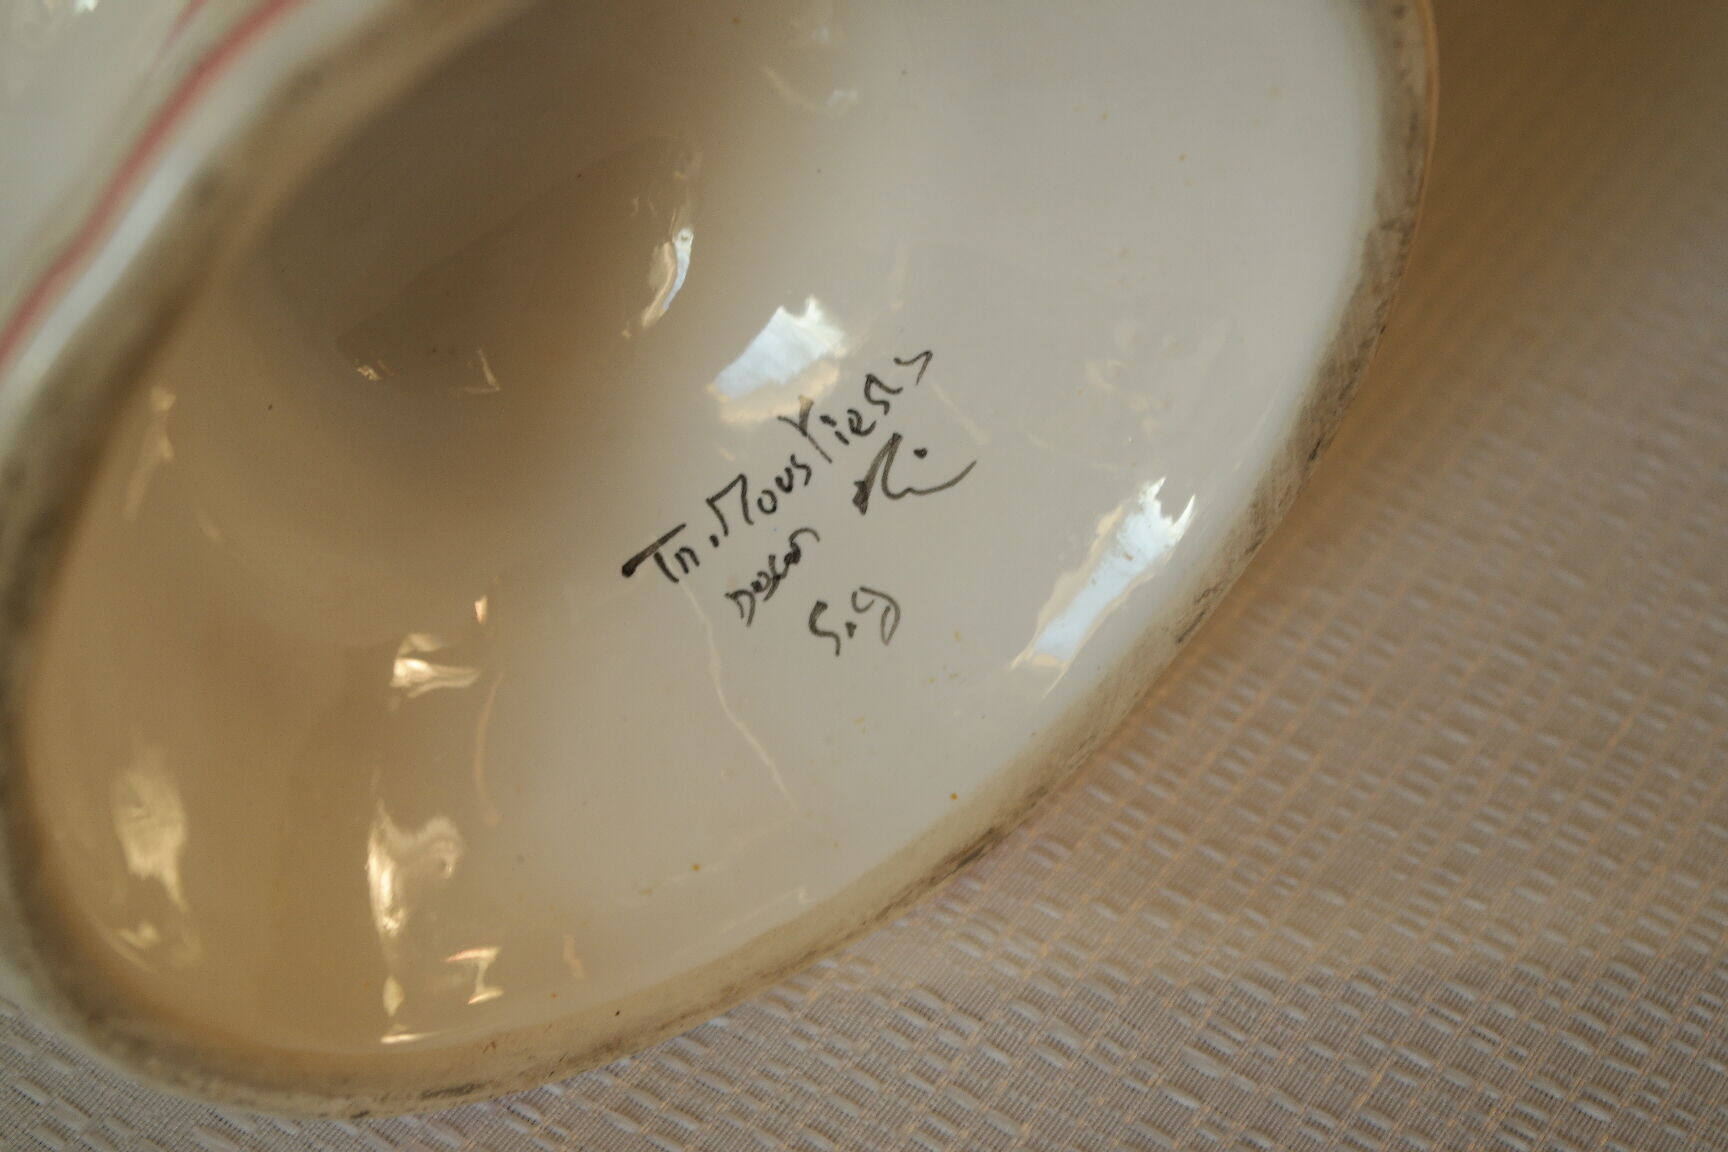 Tn. Moustiers
Decor
S.G